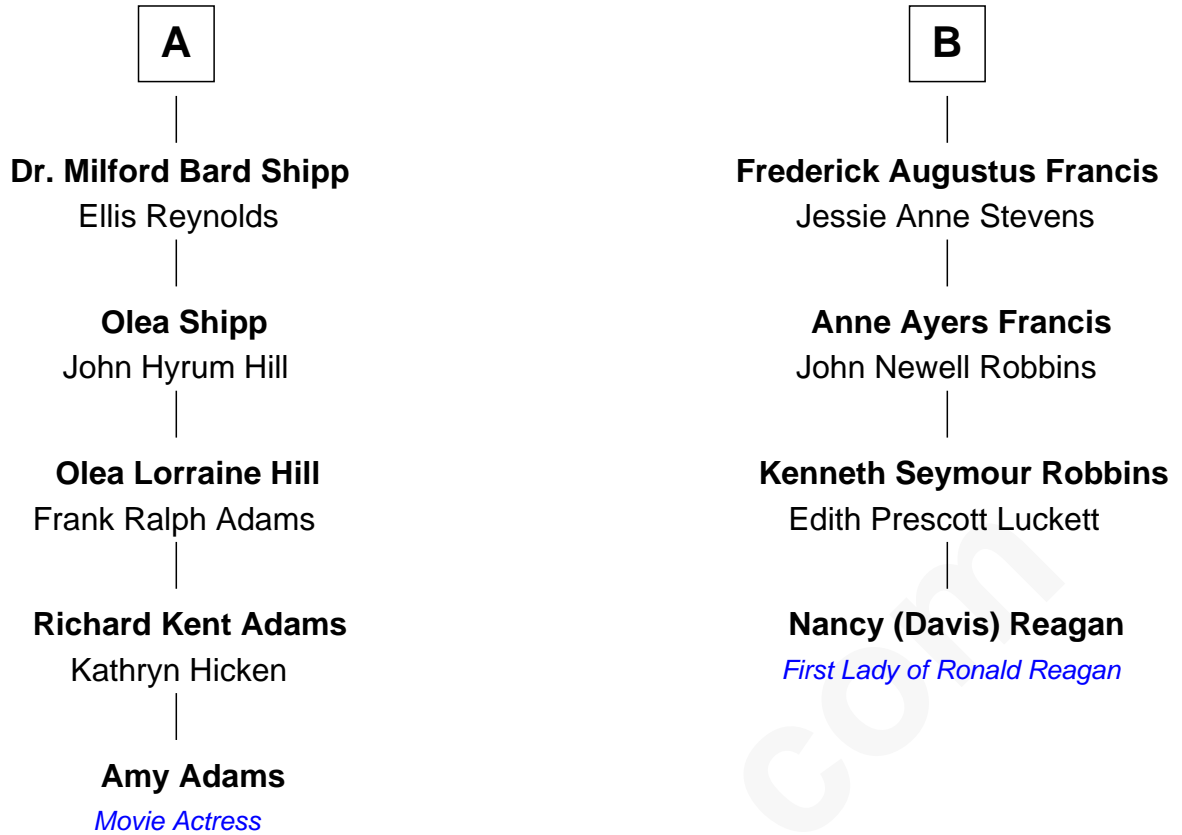 A
Dr. Milford Bard Shipp
Ellis Reynolds
Olea Shipp
John Hyrum Hill
Olea Lorraine Hill
Frank Ralph Adams
Richard Kent Adams
Kathryn Hicken
Amy Adams
Movie Actress
B
Frederick Augustus Francis
Jessie Anne Stevens
Anne Ayers Francis
John Newell Robbins
Kenneth Seymour Robbins
Edith Prescott Luckett
Nancy (Davis) Reagan
First Lady of Ronald Reagan
com